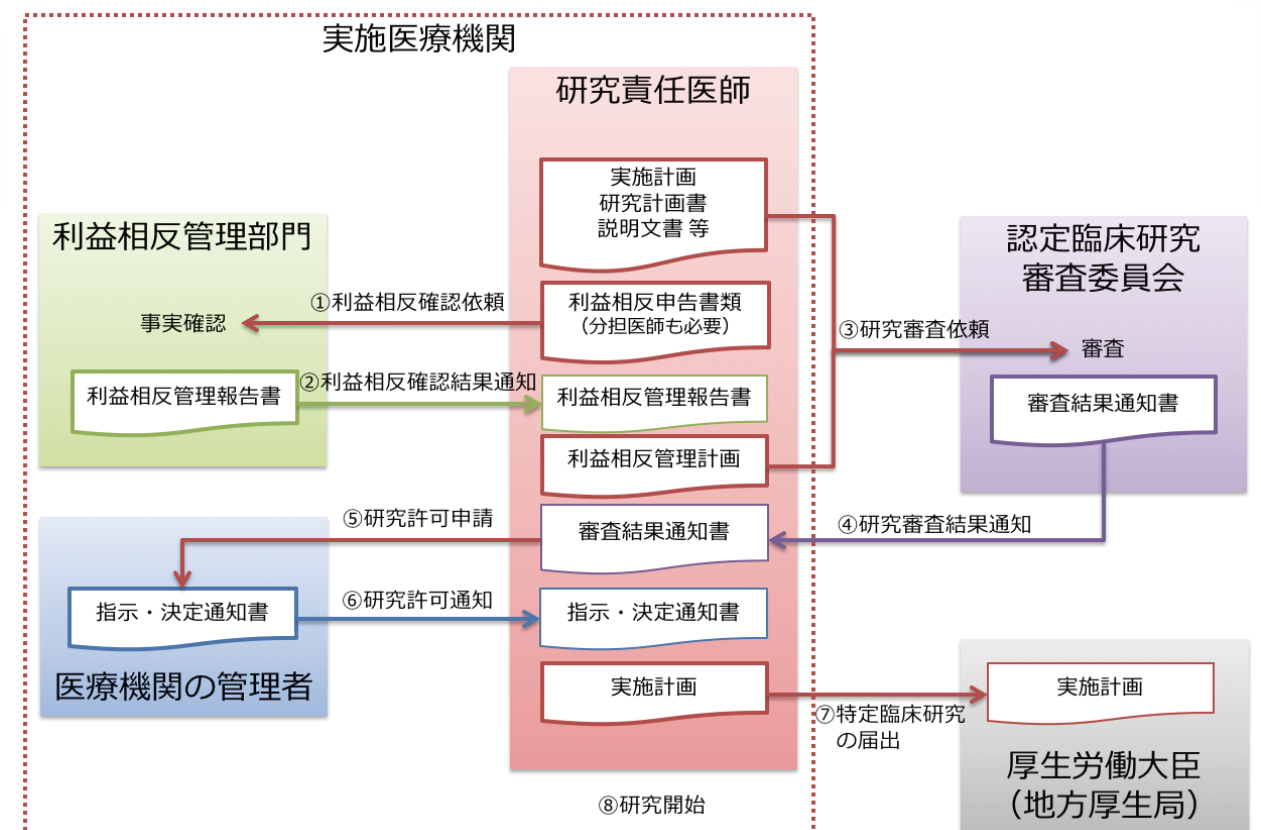 実施医療機関
研究責任医師
実施計画
研究計画書
説明文書 等
利益相反管理部門
認定臨床研究
審査委員会
①利益相反確認依頼
利益相反申告書類
（分担医師も必要）
事実確認
③研究審査依頼
審査
②利益相反確認結果通知
利益相反管理報告書
利益相反管理報告書
審査結果通知書
利益相反管理計画
⑤研究許可申請
審査結果通知書
④研究審査結果通知
指示・決定通知書
⑥研究許可通知
指示・決定通知書
医療機関の管理者
実施計画
実施計画
⑦特定臨床研究
の届出
厚生労働大臣
（地方厚生局）
⑧研究開始